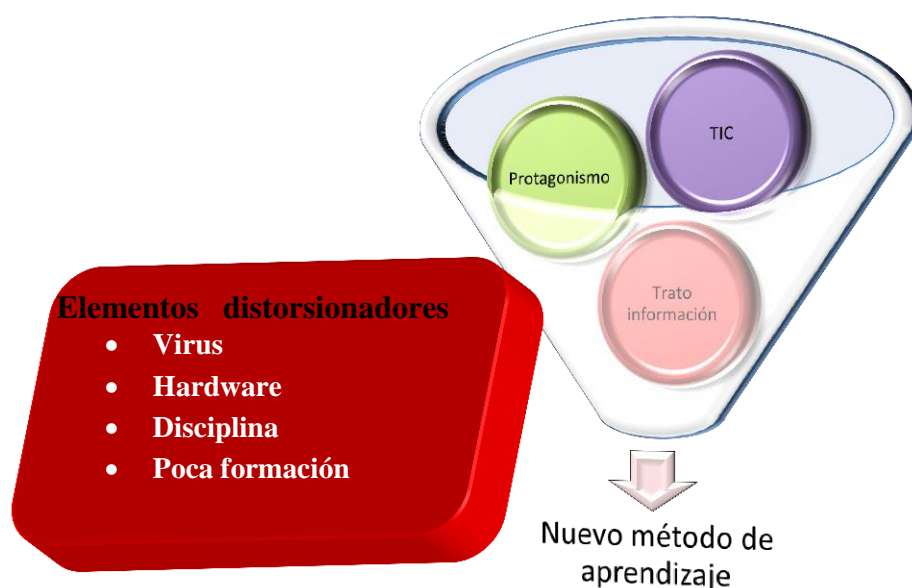 TIC
Protagonismo
Trato
información
Elementos distorsionadores
• Virus
• Hardware
• Disciplina
• Poca formación
Nuevo método de
aprendizaje